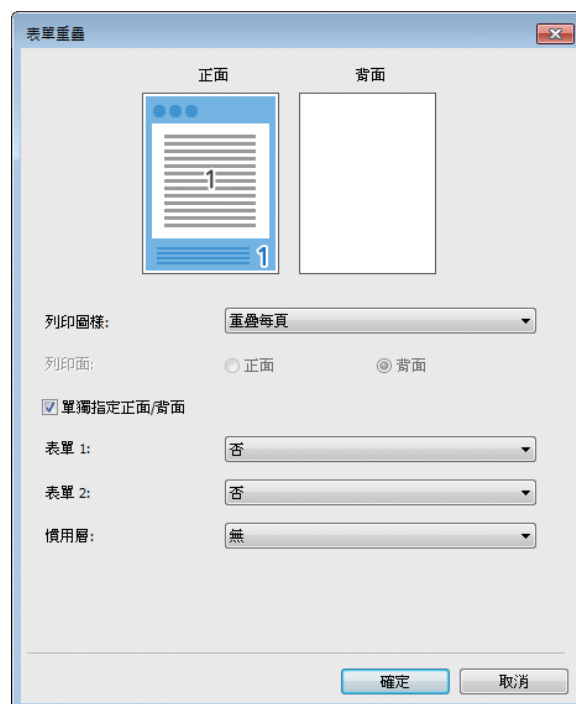 表單重疊
正面 背面
1
1
列印圖樣: 重疊每頁
列印面: 正面 背面
單獨指定正面/背面
表單 1: 否
表單 2: 否
慣用層: 無
確定 取消